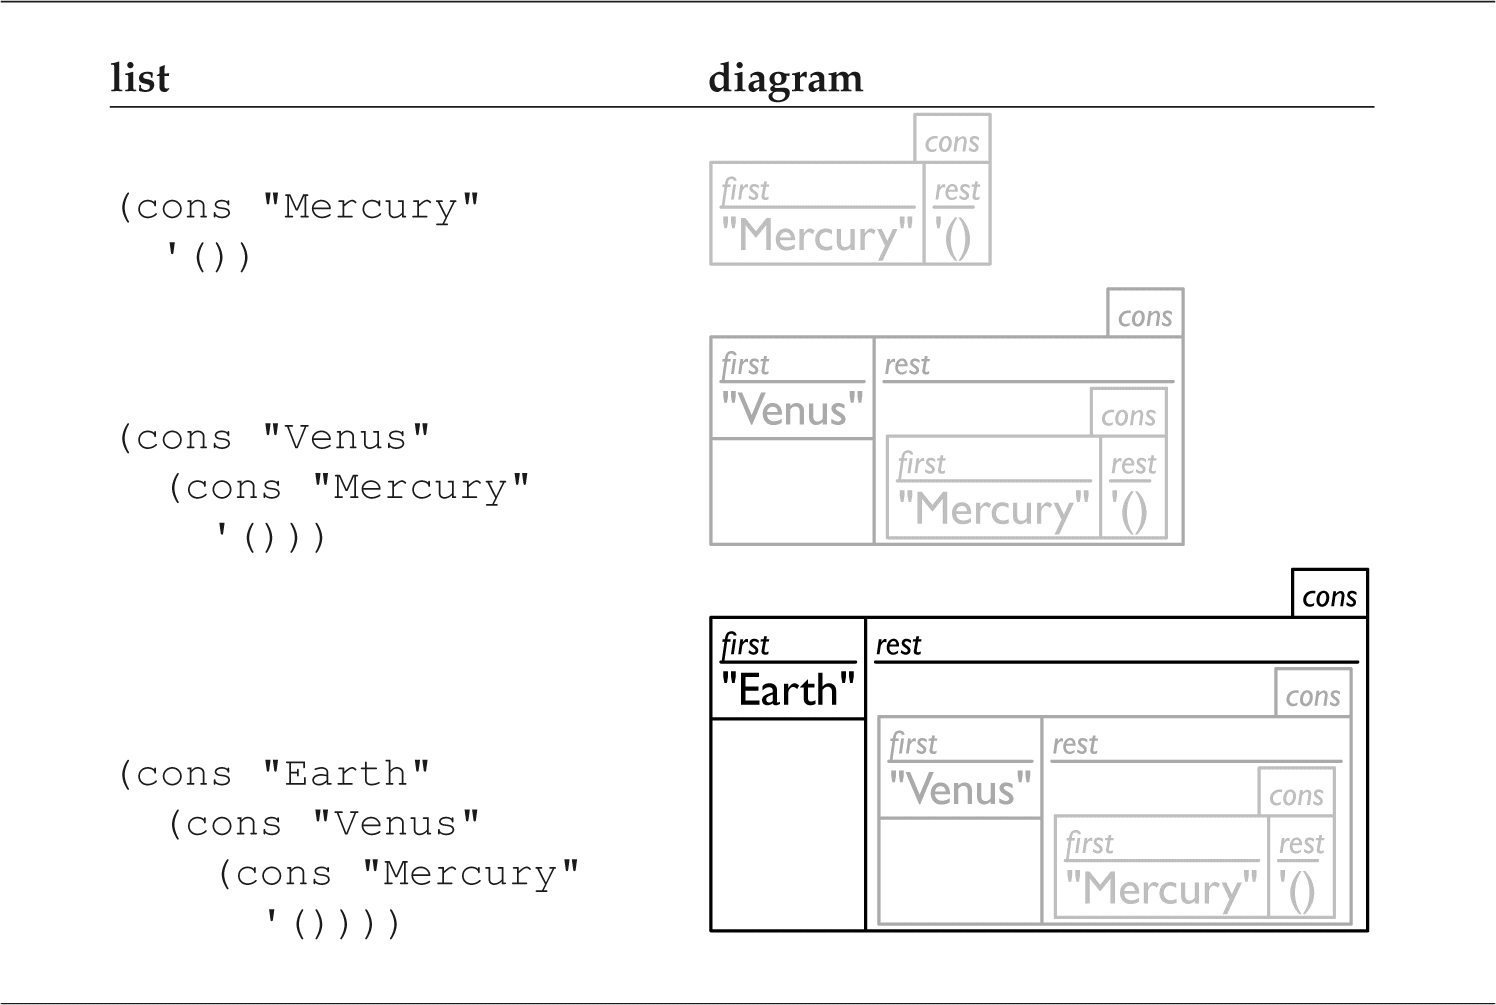 list diagram
cons
first rest
(cons "Mercury"
"Mercury" '()
'())
cons
first rest
"Venus"
cons
(cons "Venus"
first rest
(cons "Mercury"
"Mercury" '()
'()))
cons
first rest
"Earth"
cons
first rest
(cons "Earth"
"Venus"
cons
(cons "Venus"
first rest
(cons "Mercury"
"Mercury" '()
'())))